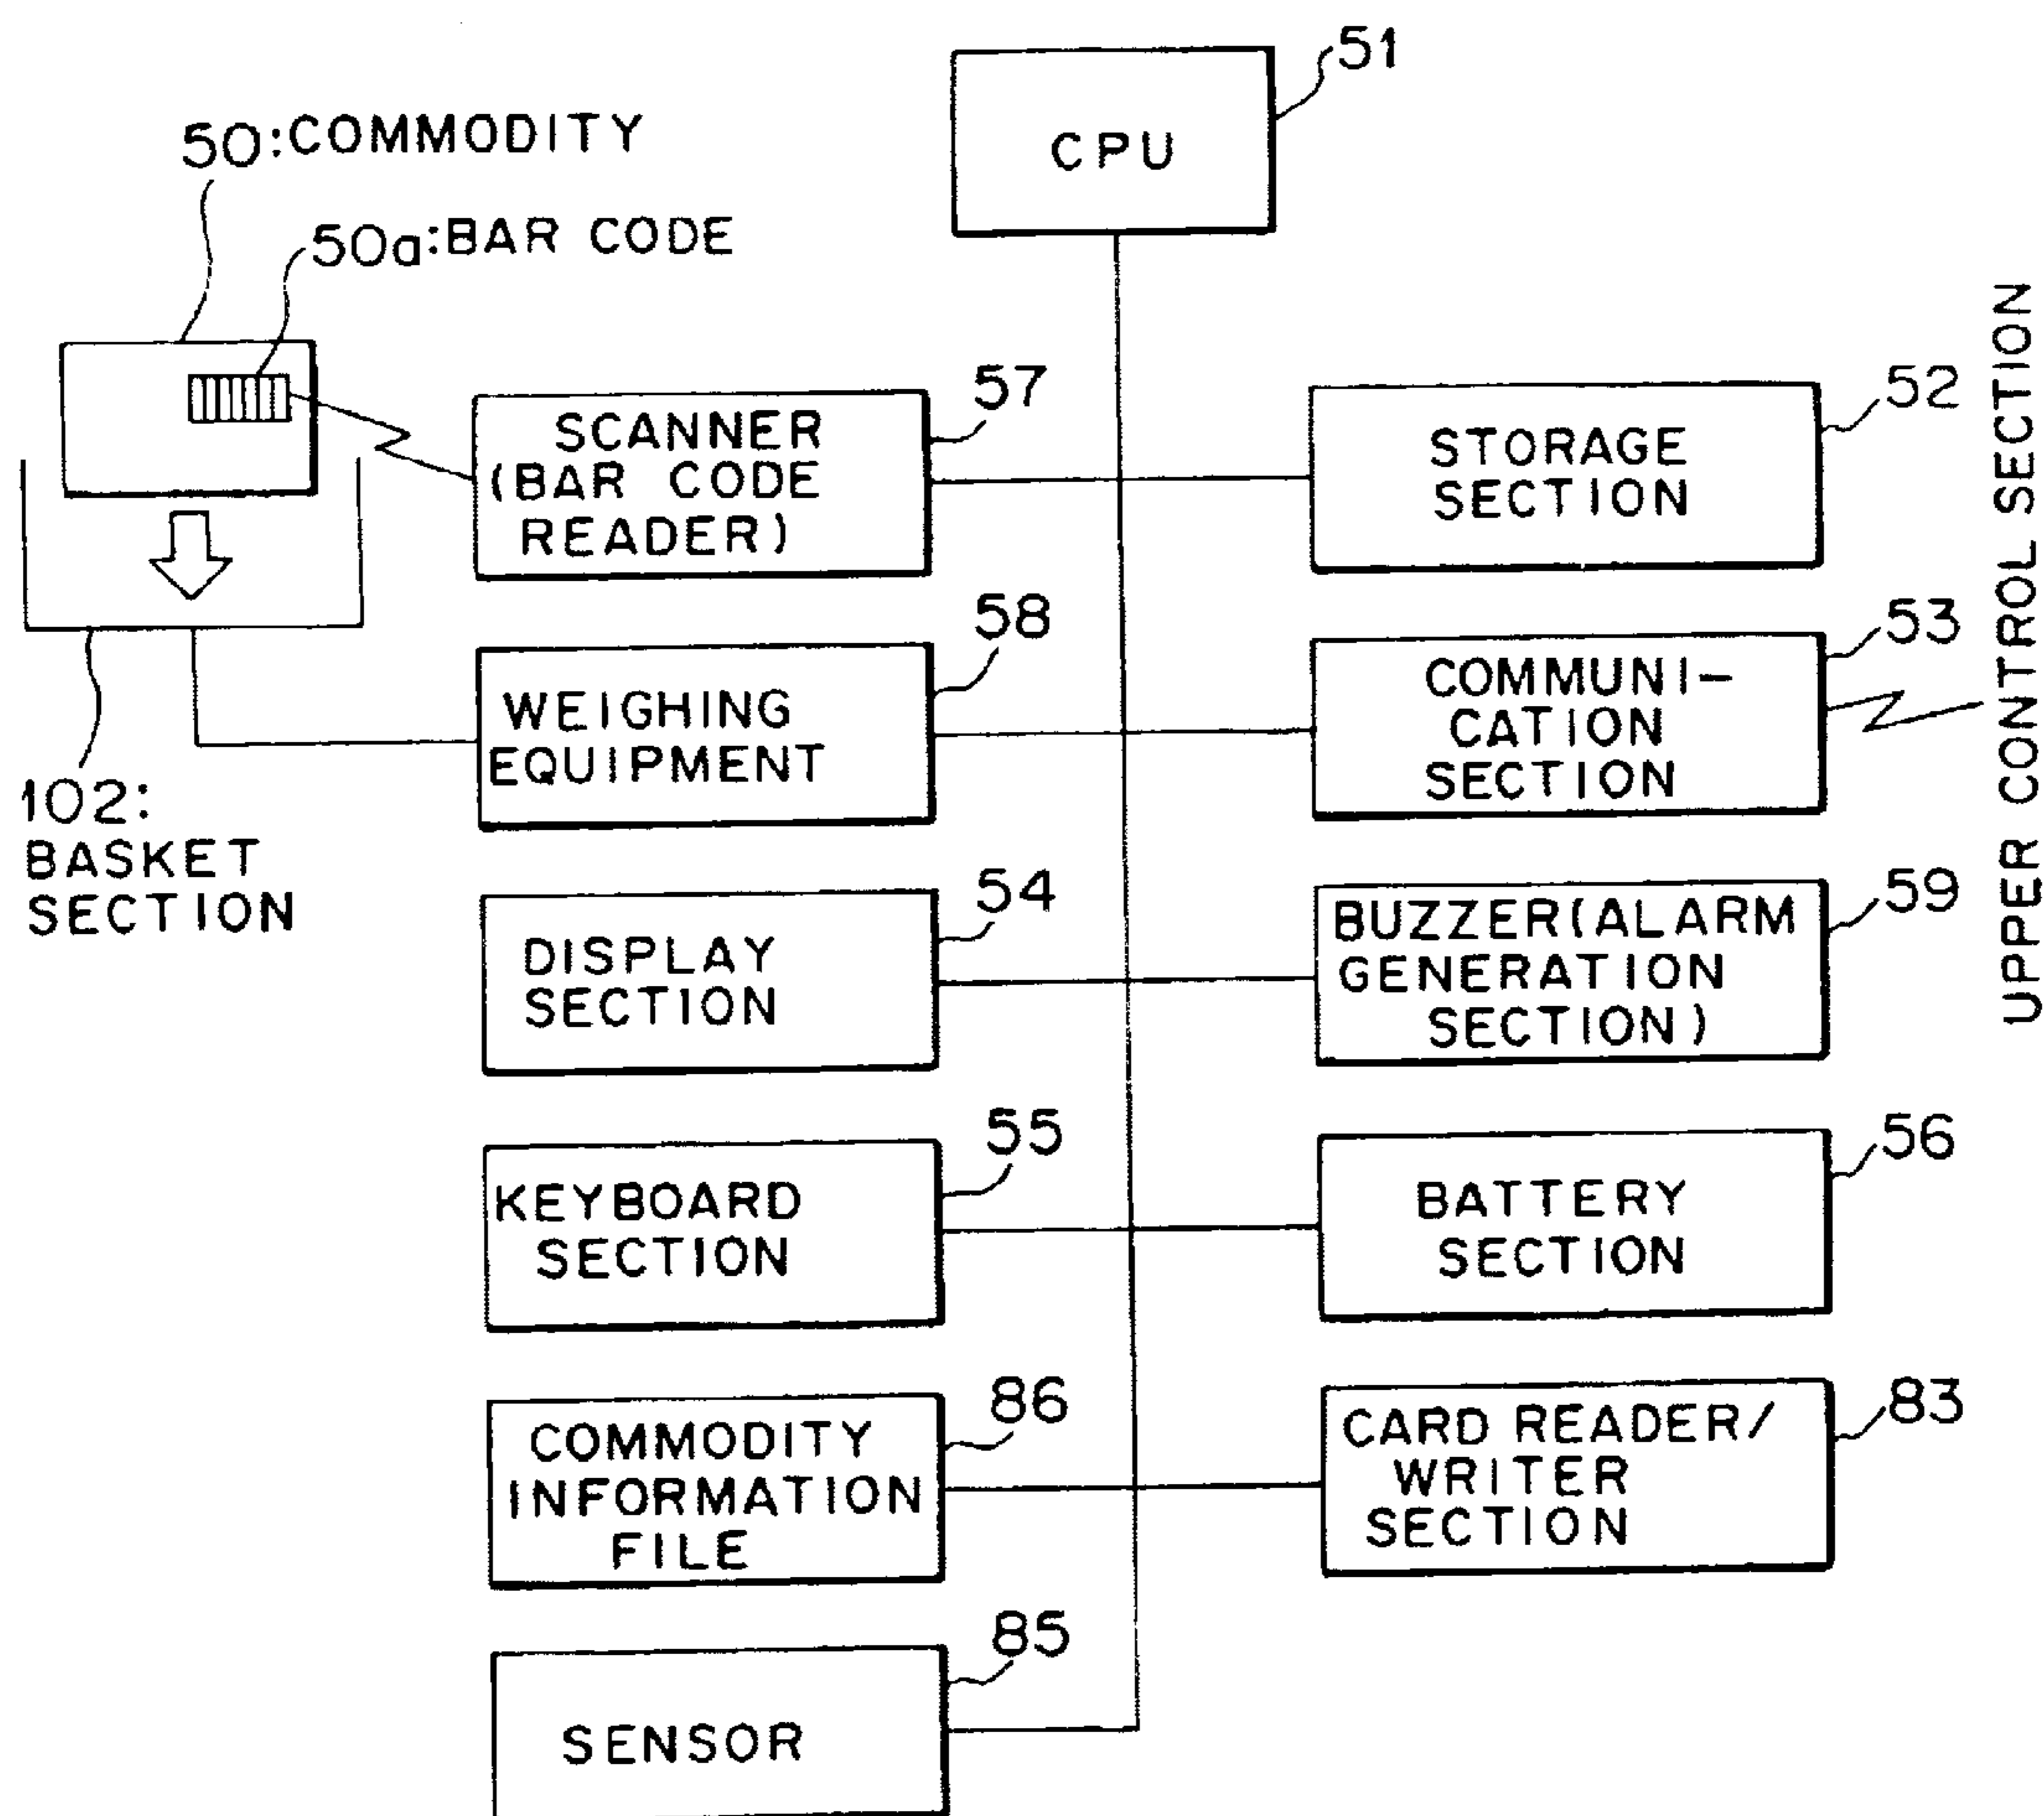 51
CPU
50:COMMODITY
50a:BAR CODE
57
SCANNER
(BAR CODE
READER)
52
STORAGE
SECTION
58
WEIGHING
EQUIPMENT
53
COMMUNI-
CATION
SECTION
UPPER CONTROL SECTION
102:
BASKET
SECTION
54
DISPLAY
SECTION
59
BUZZER(ALARM
GENERATION
SECTION)
55
KEYBOARD
SECTION
56
BATTERY
SECTION
86
COMMODITY
INFORMATION
FILE
83
CARD READER/
WRITER
SECTION
85
SENSOR